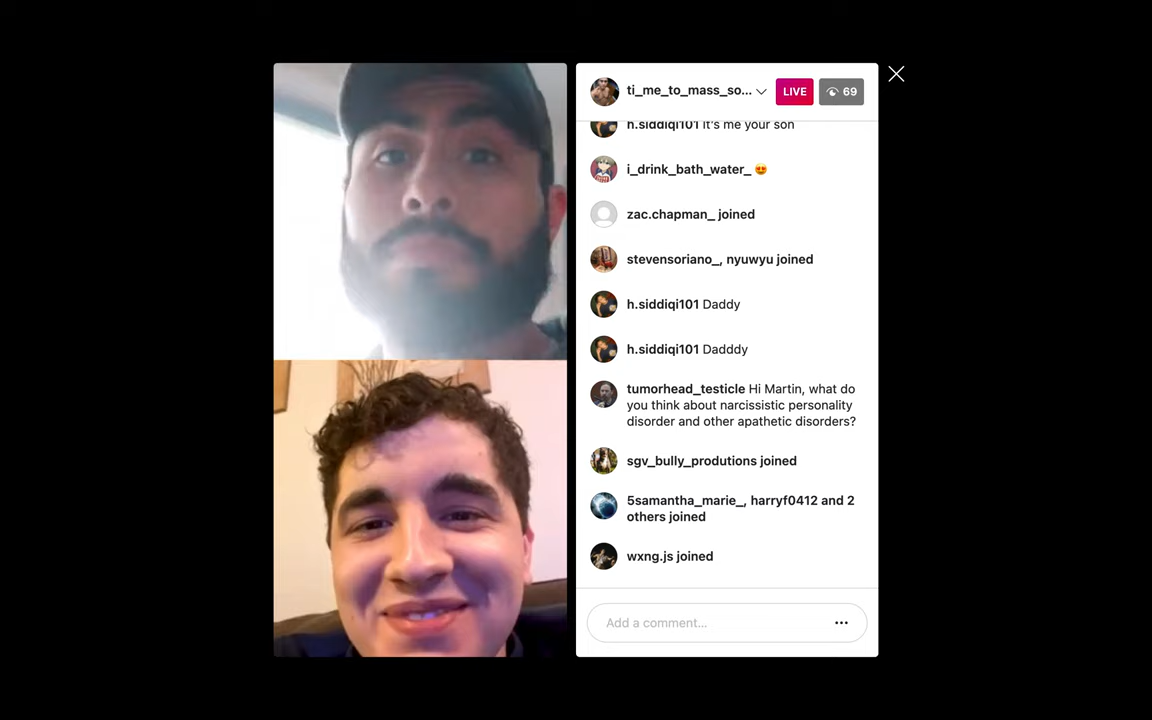 ti_me_to_mass_so...
LIVE
69
h.siddiqi101 It's me your son
i_drink_bath_water_ 😍
zac.chapman_ joined
stevensoriano_, nyuwyu joined
h.siddiqi101 Daddy
h.siddiqi101 Dadddy
tumorhead_testicle Hi Martin, what do
you think about narcissistic personality
disorder and other apathetic disorders?
sgv_bully_produtions joined
5samantha_marie_, harryf0412 and 2
others joined
wxng.js joined
Add a comment...